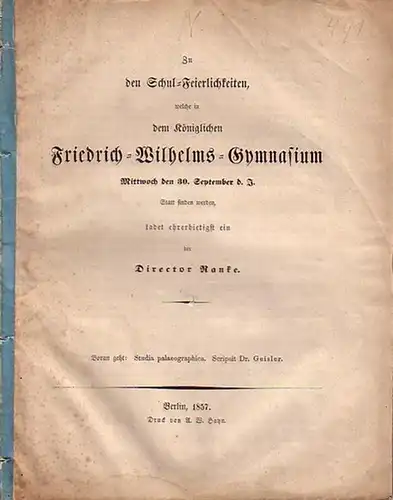 Zu
den Schul-Feierlichkeiten,
welche in
dem Königlichen
Friedrich-Wilhelms-Gymnasium
Mittwoch den 30. September d. J.
Statt finden werden,
ladet ehrerbietigst ein
der
Director Ranke.
Voran geht: Studia palaeographica. Scripsit Dr. Geisler.
Berlin, 1857.
Druck von A. W. Hayn.